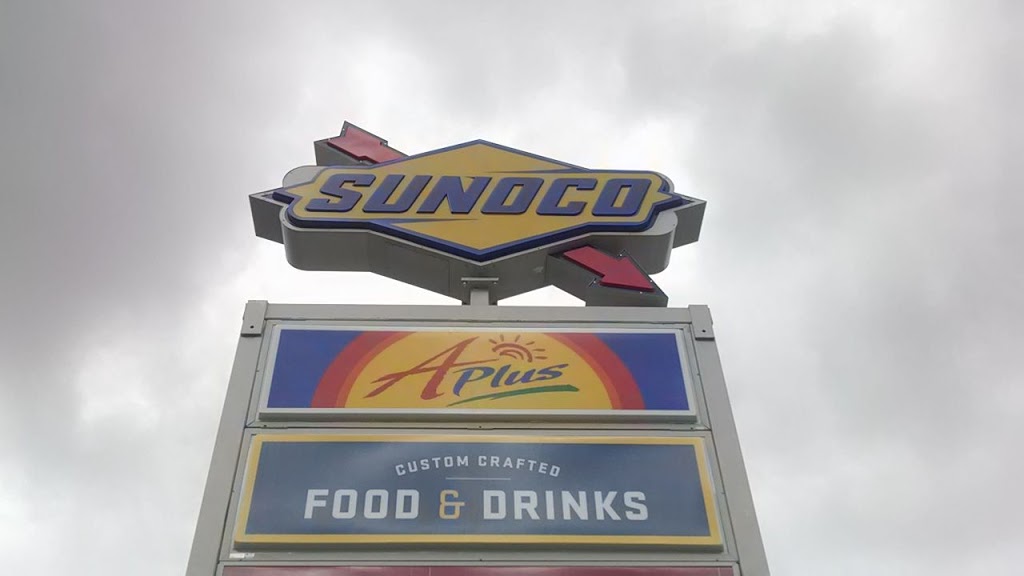 SUNOCO
APlus
CUSTOM CRAFTED
FOOD & DRINKS